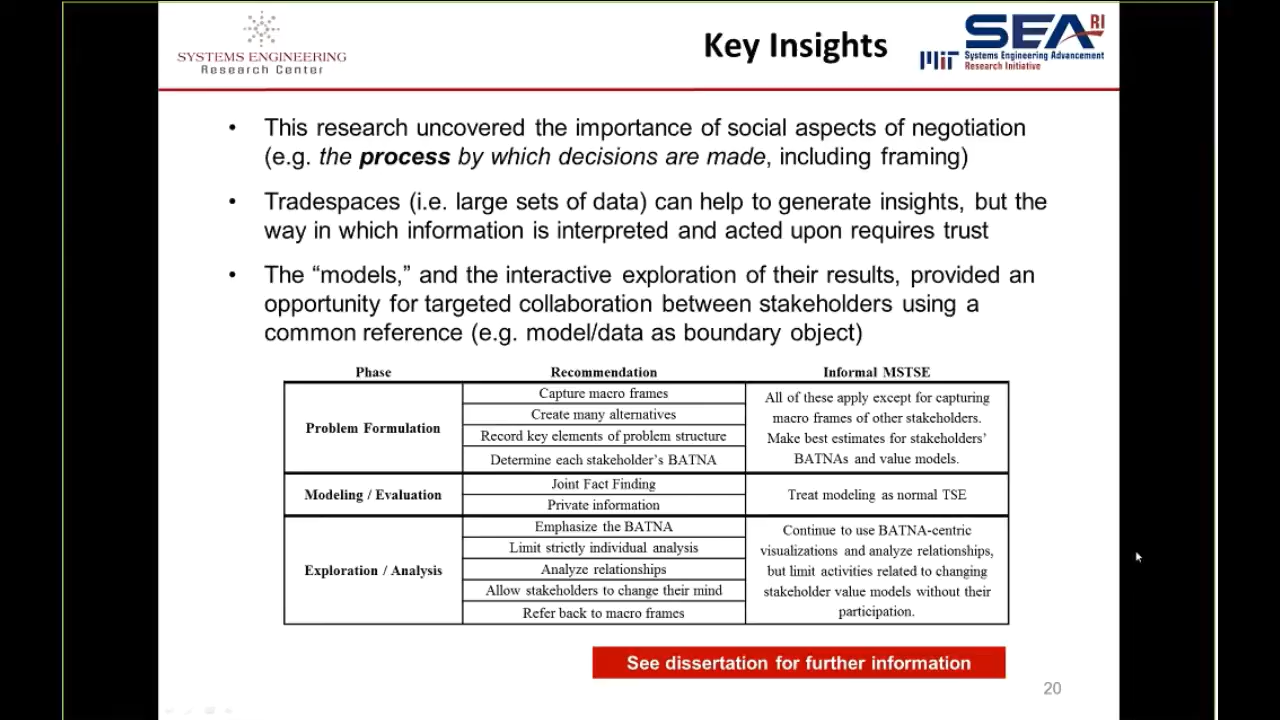 SYSTEMS ENGINEERING
Research Center
Key Insights
SEAri
MIT Systems Engineering Advancement
Research Initiative
• This research uncovered the importance of social aspects of negotiation
(e.g. the process by which decisions are made, including framing)
• Tradespaces (i.e. large sets of data) can help to generate insights, but the
way in which information is interpreted and acted upon requires trust
• The “models,” and the interactive exploration of their results, provided an
opportunity for targeted collaboration between stakeholders using a
common reference (e.g. model/data as boundary object)
Phase Recommendation Informal MSTSE
Problem Formulation
Capture macro frames
Create many alternatives
Record key elements of problem structure
Determine each stakeholder’s BATNA
All of these apply except for capturing
macro frames of other stakeholders.
Make best estimates for stakeholders’
BATNAs and value models.
Modeling / Evaluation
Joint Fact Finding
Private information
Treat modeling as normal TSE
Exploration / Analysis
Emphasize the BATNA
Limit strictly individual analysis
Analyze relationships
Allow stakeholders to change their mind
Refer back to macro frames
Continue to use BATNA-centric
visualizations and analyze relationships,
but limit activities related to changing
stakeholder value models without their
participation.
See dissertation for further information
20